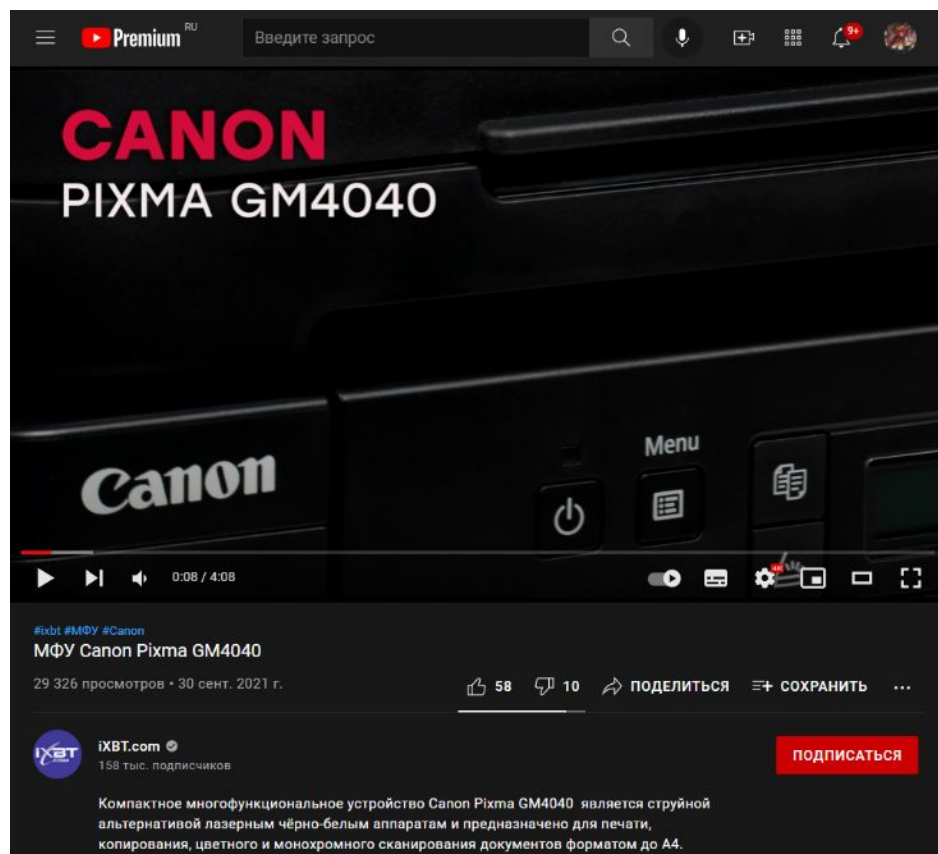 Premium RU
Введите запрос
9+
CANON
PIXMA GM4040
Menu
Canon
0:08 / 4:08
4K
#ixbt #МФУ #Canon
МФУ Canon Pixma GM4040
29 326 просмотров • 30 сент. 2021 г.
58 10 ПОДЕЛИТЬСЯ СОХРАНИТЬ ...
iXBT
iXBT.com
ПОДПИСАТЬСЯ
158 тыс. подписчиков
Компактное многофункциональное устройство Canon Pixma GM4040 является струйной
альтернативой лазерным чёрно-белым аппаратам и предназначено для печати,
копирования, цветного и монохромного сканирования документов форматом до А4.